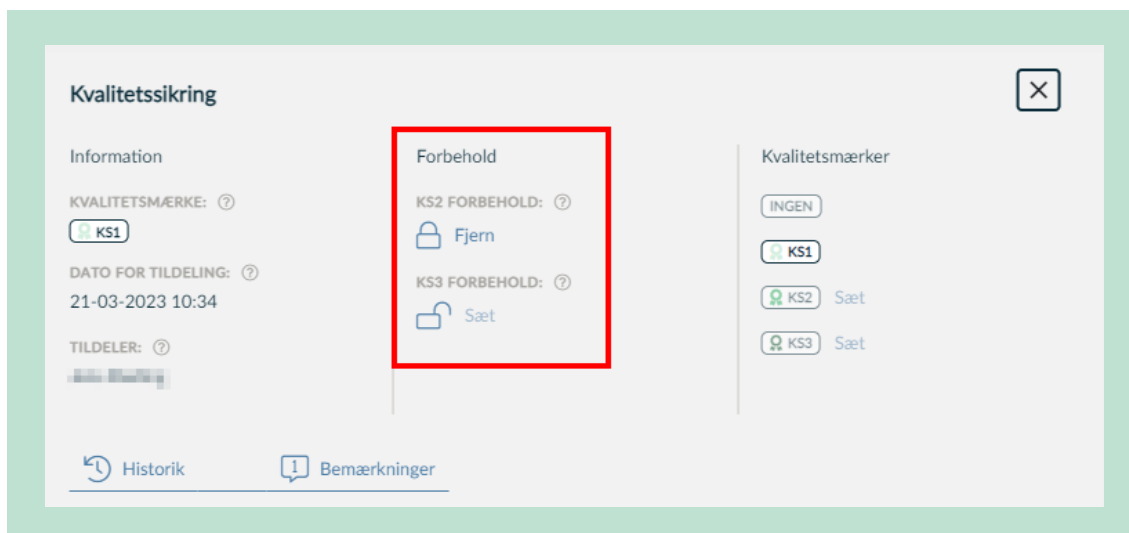 Kvalitetssikring
Information
KVALITETSMÆRKE:
KS1
DATO FOR TILDELING:
21-03-2023 10:34
TILDELER:
Forbehold
KS2 FORBEHOLD:
Fjern
KS3 FORBEHOLD:
Sæt
Kvalitetsmærker
INGEN
KS1
KS2 Sæt
KS3 Sæt
Historik
1 Bemærkninger